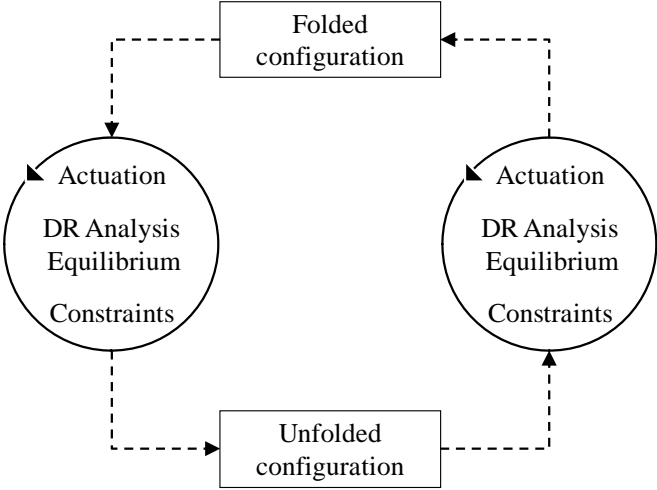 Folded
configuration
Actuation
DR Analysis
Equilibrium
Constraints
Actuation
DR Analysis
Equilibrium
Constraints
Unfolded
configuration